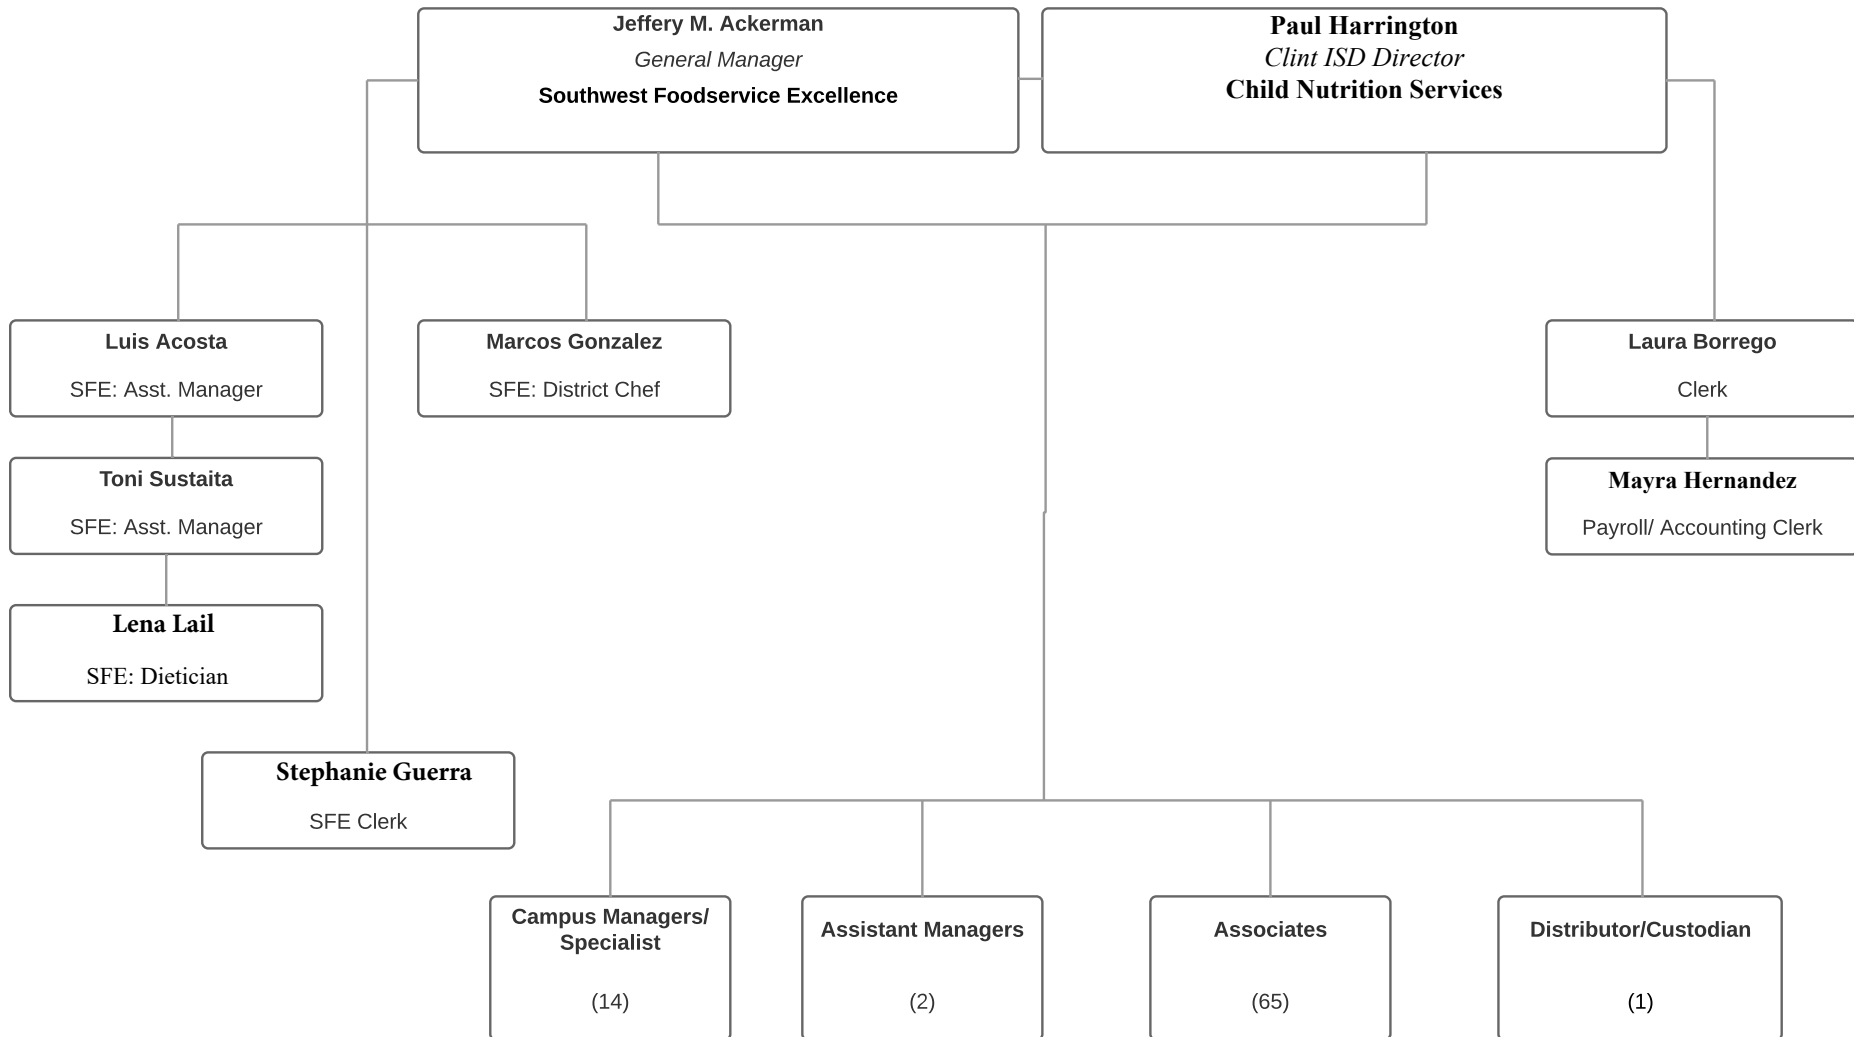 Jeffery M. Ackerman
General Manager
Southwest Foodservice Excellence
Paul Harrington
Clint ISD Director
Child Nutrition Services
Luis Acosta
SFE: Asst. Manager
Marcos Gonzalez
SFE: District Chef
Laura Borrego
Clerk
Toni Sustaita
SFE: Asst. Manager
Mayra Hernandez
Payroll/ Accounting Clerk
Lena Lail
SFE: Dietician
Stephanie Guerra
SFE Clerk
Campus Managers/
Specialist
(14)
Assistant Managers
(2)
Associates
(65)
Distributor/Custodian
(1)